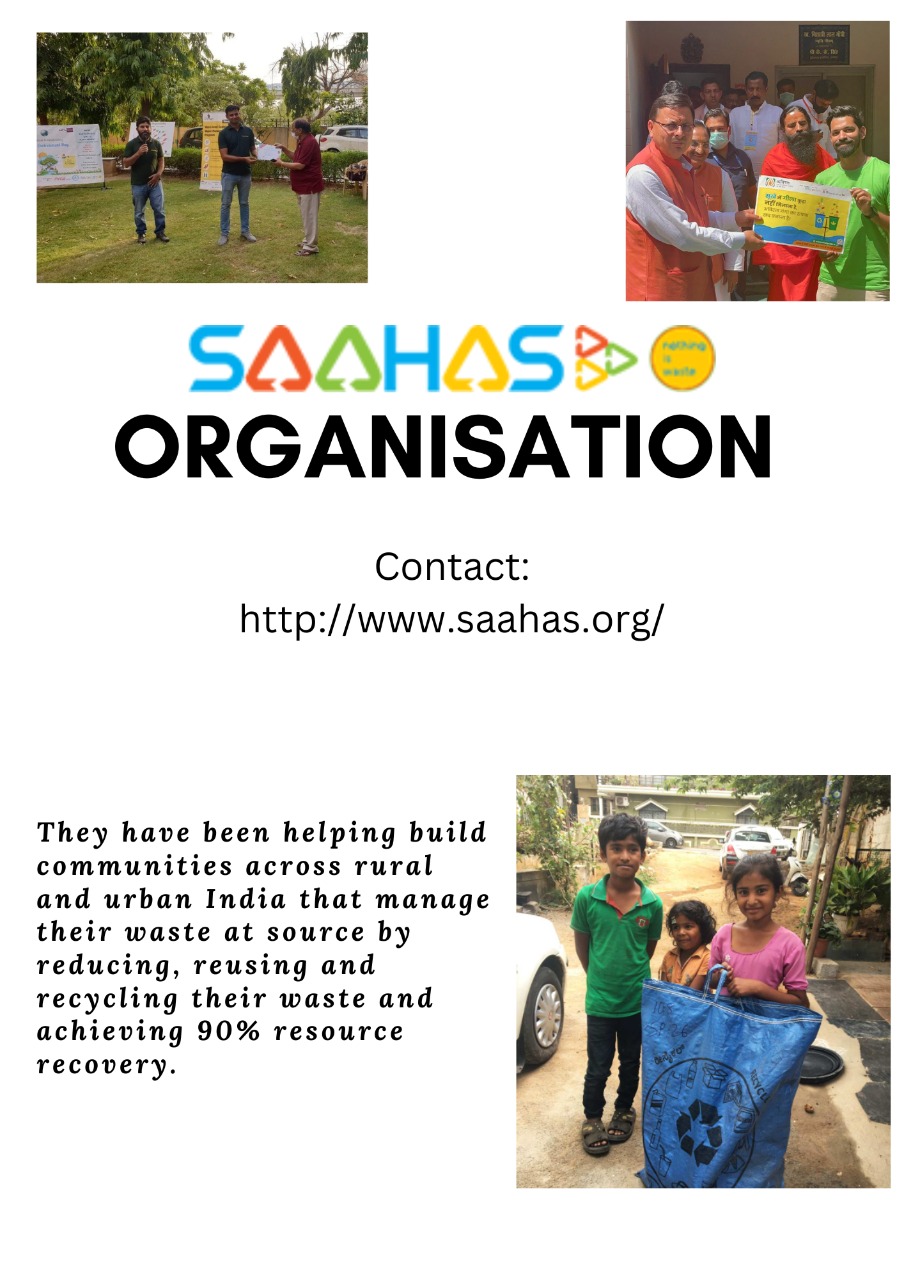 SAAHAS
nothing
is
waste
ORGANISATION
Contact:
http://www.saahas.org/
They have been helping build
communities across rural
and urban India that manage
their waste at source by
reducing, reusing and
recycling their waste and
achieving 90% resource
recovery.